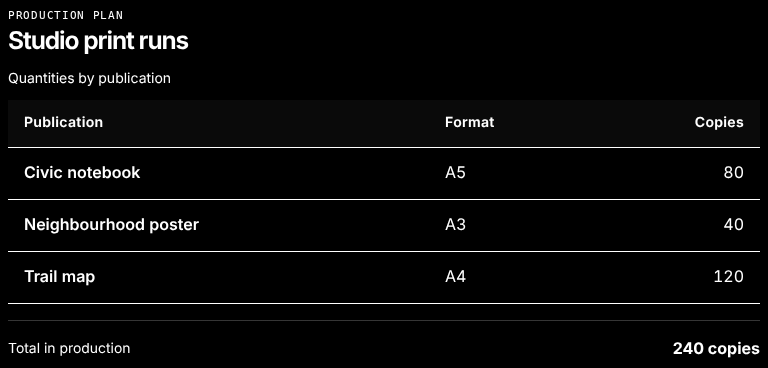 PRODUCTION PLAN
Studio print runs
Quantities by publication
Publication Format Copies
Civic notebook A5 80
Neighbourhood poster A3 40
Trail map A4 120
Total in production 240 copies